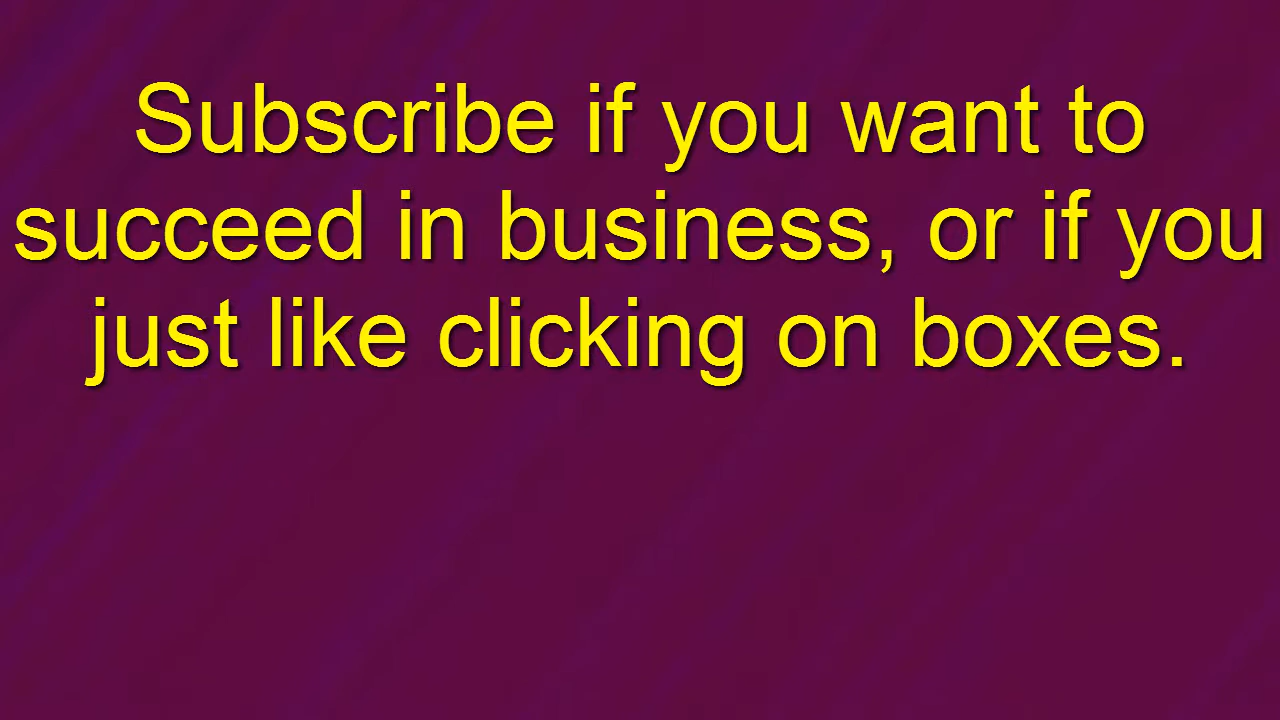 Subscribe if you want to
succeed in business, or if you
just like clicking on boxes.